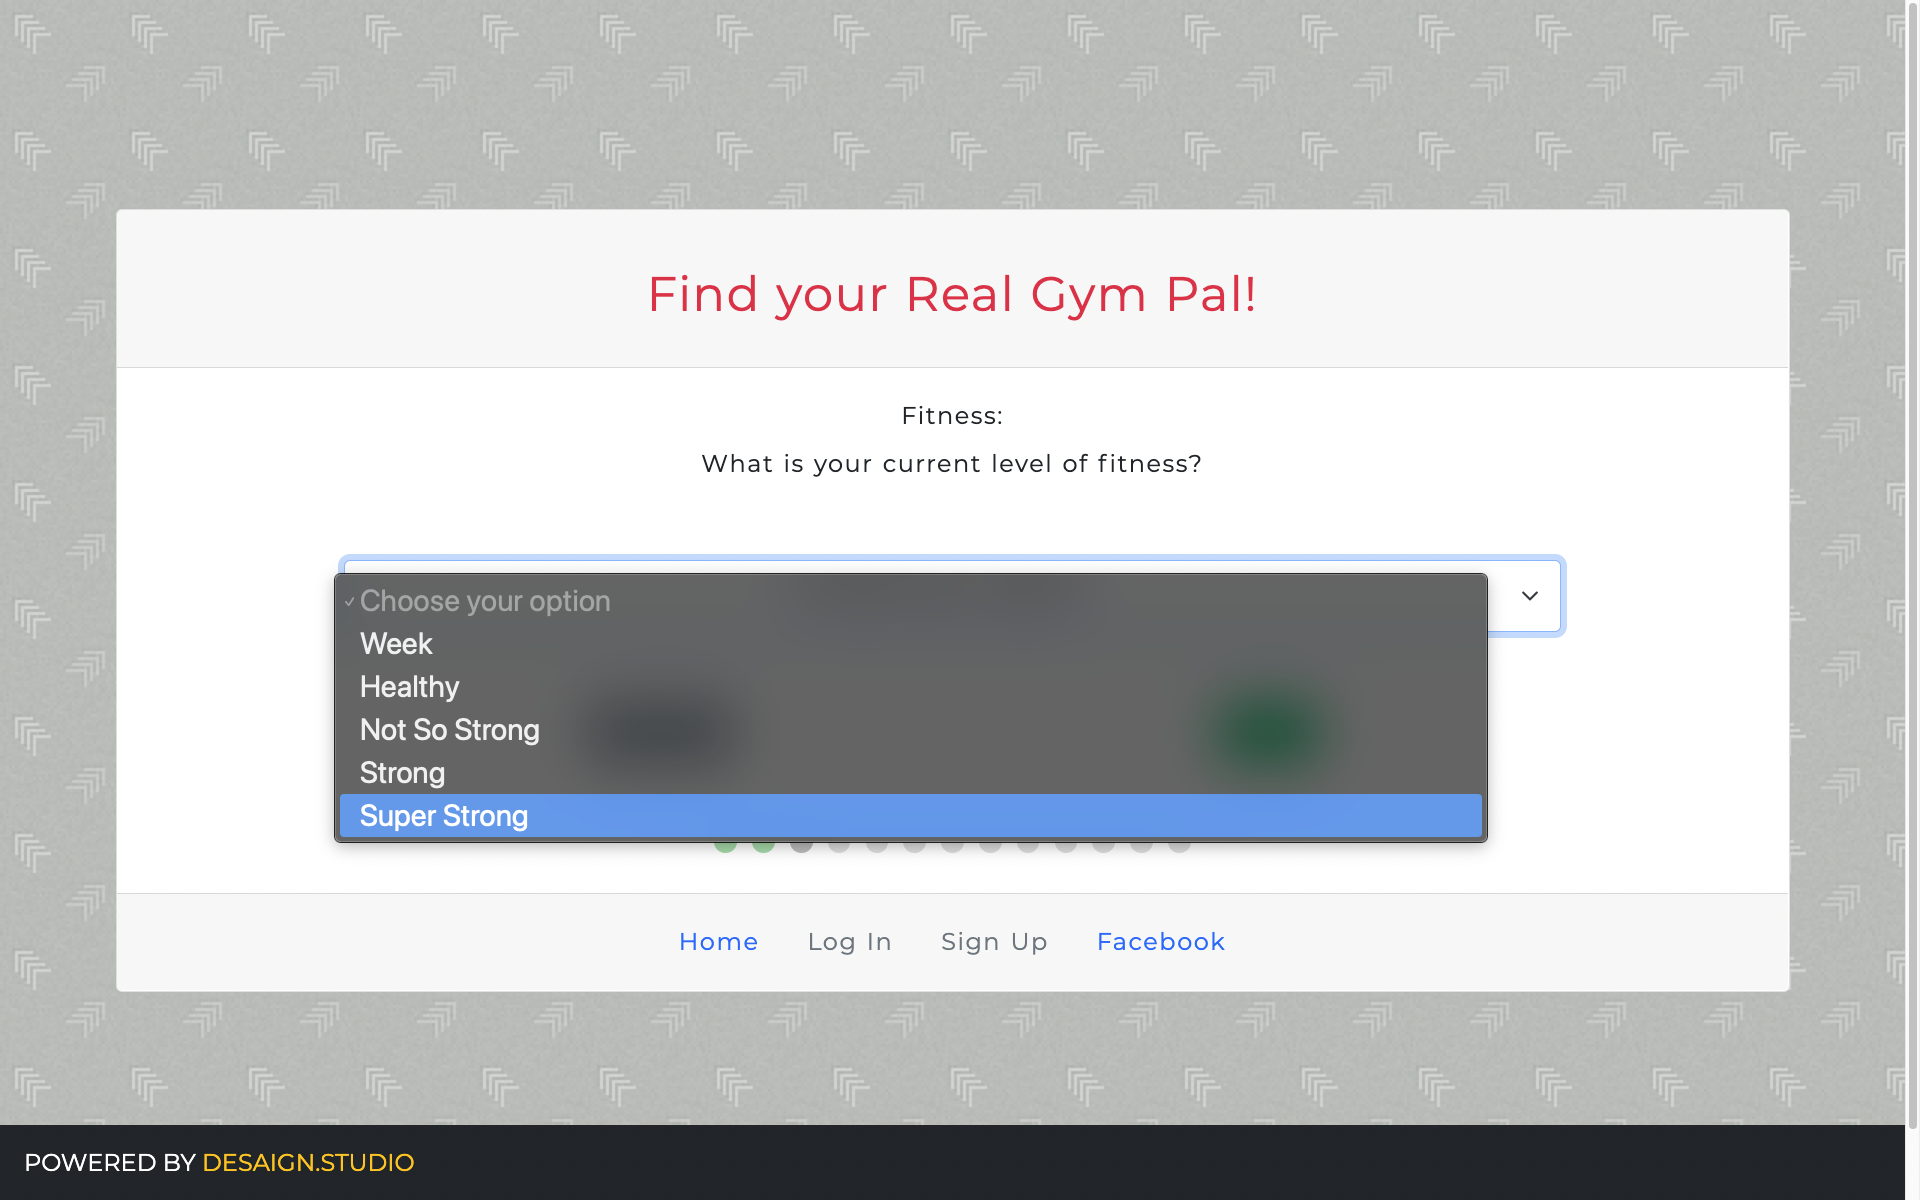 Find your Real Gym Pal!
Fitness:
What is your current level of fitness?
Choose your option
Week
Healthy
Not So Strong
Strong
Super Strong
Home Log In Sign Up Facebook
POWERED BY DESAIGN.STUDIO